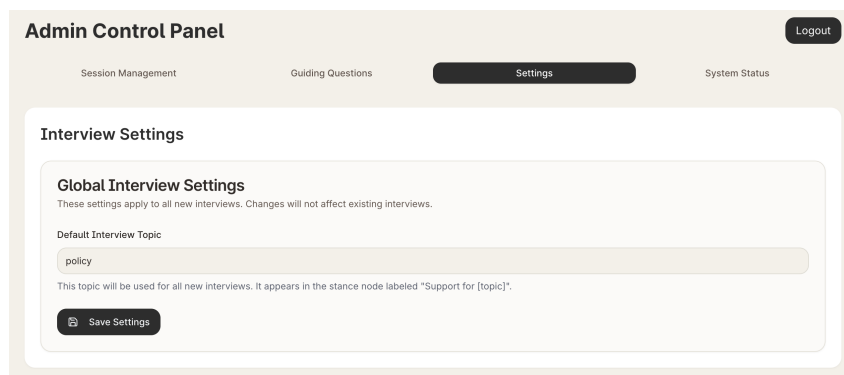 Admin Control Panel
Logout
Session Management
Guiding Questions
Settings
System Status
Interview Settings
Global Interview Settings
These settings apply to all new interviews. Changes will not affect existing interviews.
Default Interview Topic
policy
This topic will be used for all new interviews. It appears in the stance node labeled "Support for [topic]".
Save Settings